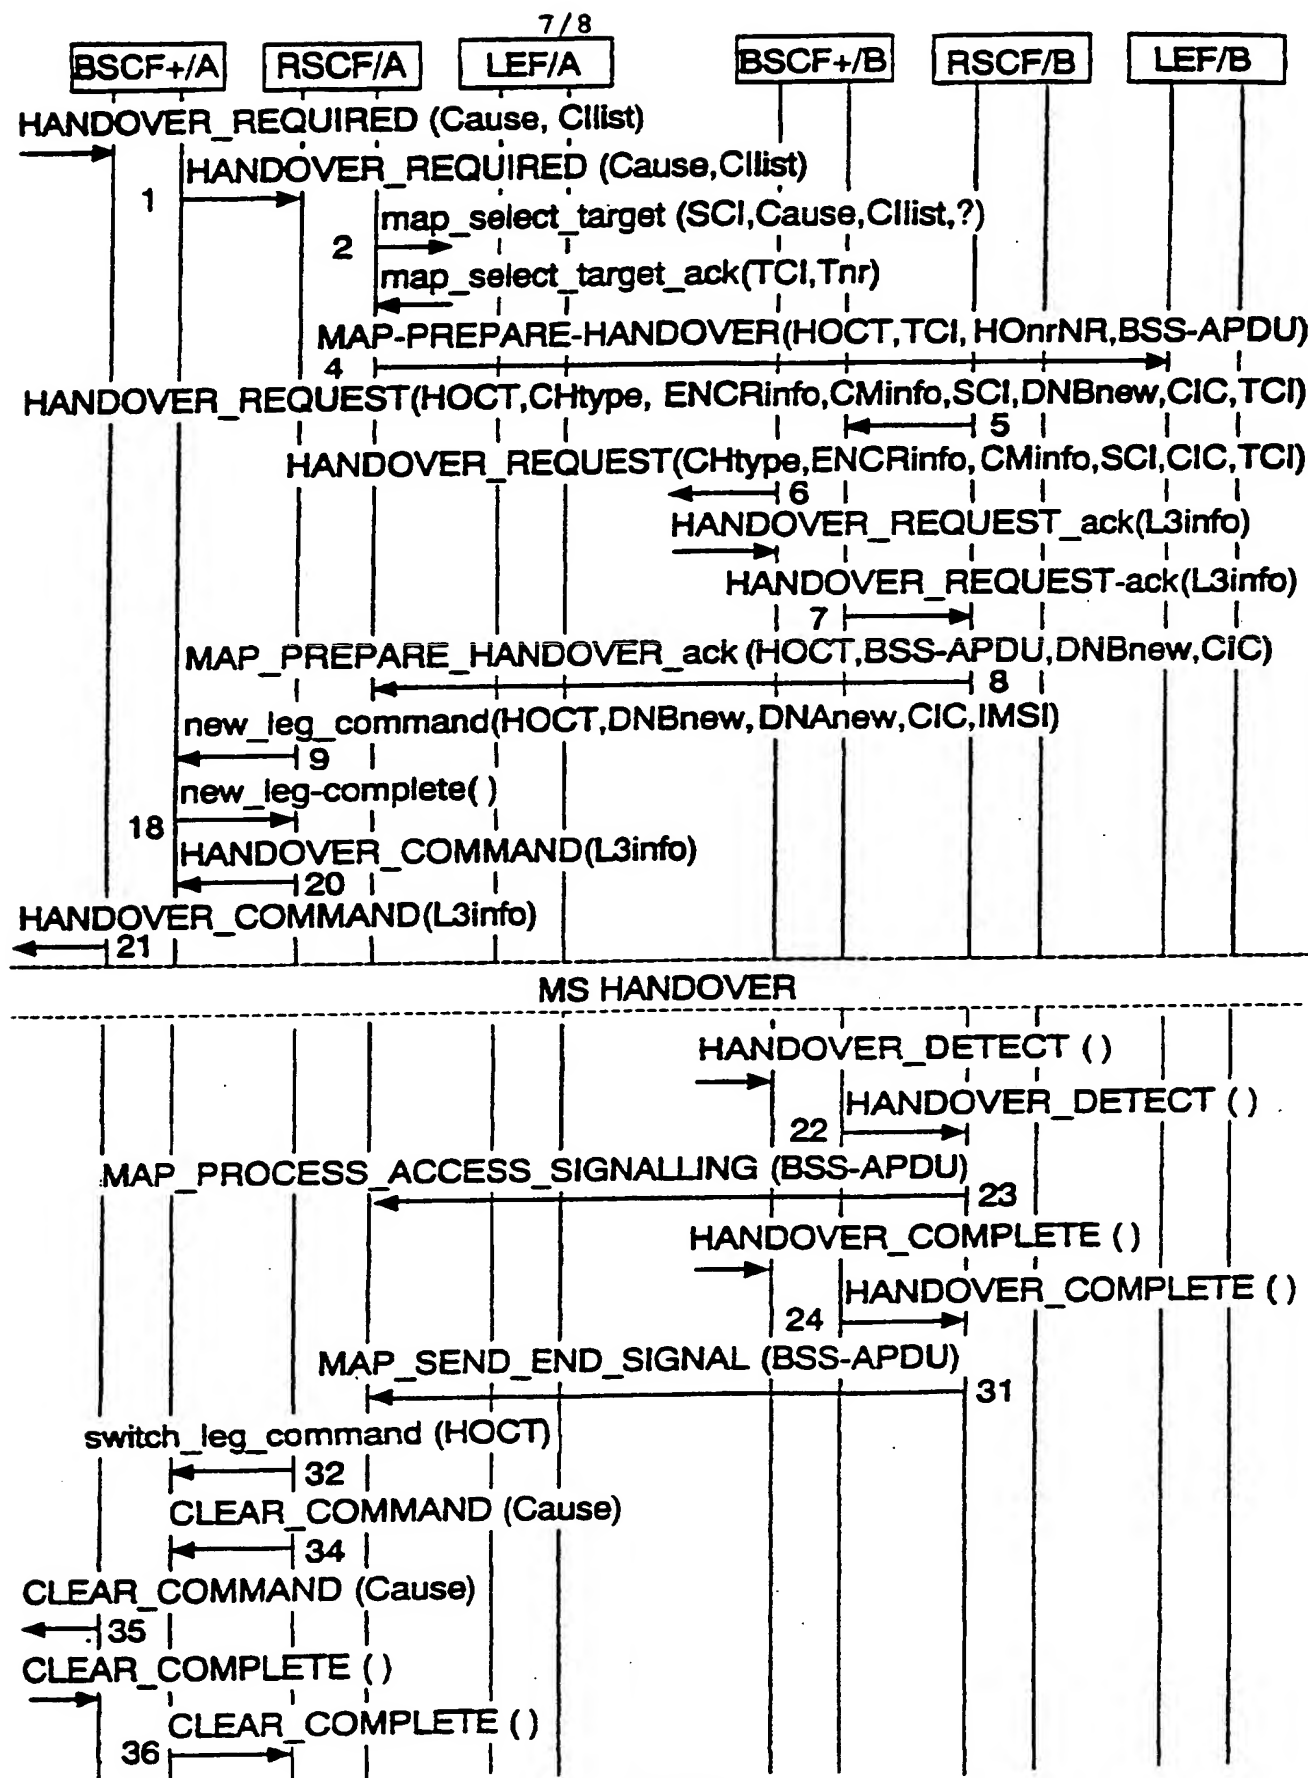 7/8
BSCF+/A RSCF/A LEF/A BSCF+/B RSCF/B LEF/B
HANDOVER_REQUIRED (Cause, CIlist)
HANDOVER_REQUIRED (Cause,CIlist)
1
map_select_target (SCI,Cause,CIlist,?)
2
map_select_target_ack(TCI,Tnr)
MAP-PREPARE-HANDOVER(HOCT,TCI, HOnrNR,BSS-APDU)
4
HANDOVER_REQUEST(HOCT,CHtype, ENCRinfo,CMinfo,SCI,DNBnew,CIC,TCI)
5
HANDOVER_REQUEST(CHtype,ENCRinfo,CMinfo,SCI,CIC,TCI)
6
HANDOVER_REQUEST_ack(L3info)
HANDOVER_REQUEST-ack(L3info)
7
MAP_PREPARE_HANDOVER_ack (HOCT,BSS-APDU,DNBnew,CIC)
8
new_leg_command(HOCT,DNBnew,DNAnew,CIC,IMSI)
9
new_leg-complete( )
18
HANDOVER_COMMAND(L3info)
20
HANDOVER_COMMAND(L3info)
21
MS HANDOVER
HANDOVER_DETECT ( )
HANDOVER_DETECT ( )
22
MAP_PROCESS_ACCESS_SIGNALLING (BSS-APDU)
23
HANDOVER_COMPLETE ( )
HANDOVER_COMPLETE ( )
24
MAP_SEND_END_SIGNAL (BSS-APDU)
31
switch_leg_command (HOCT)
32
CLEAR_COMMAND (Cause)
34
CLEAR_COMMAND (Cause)
35
CLEAR_COMPLETE ( )
CLEAR_COMPLETE ( )
36